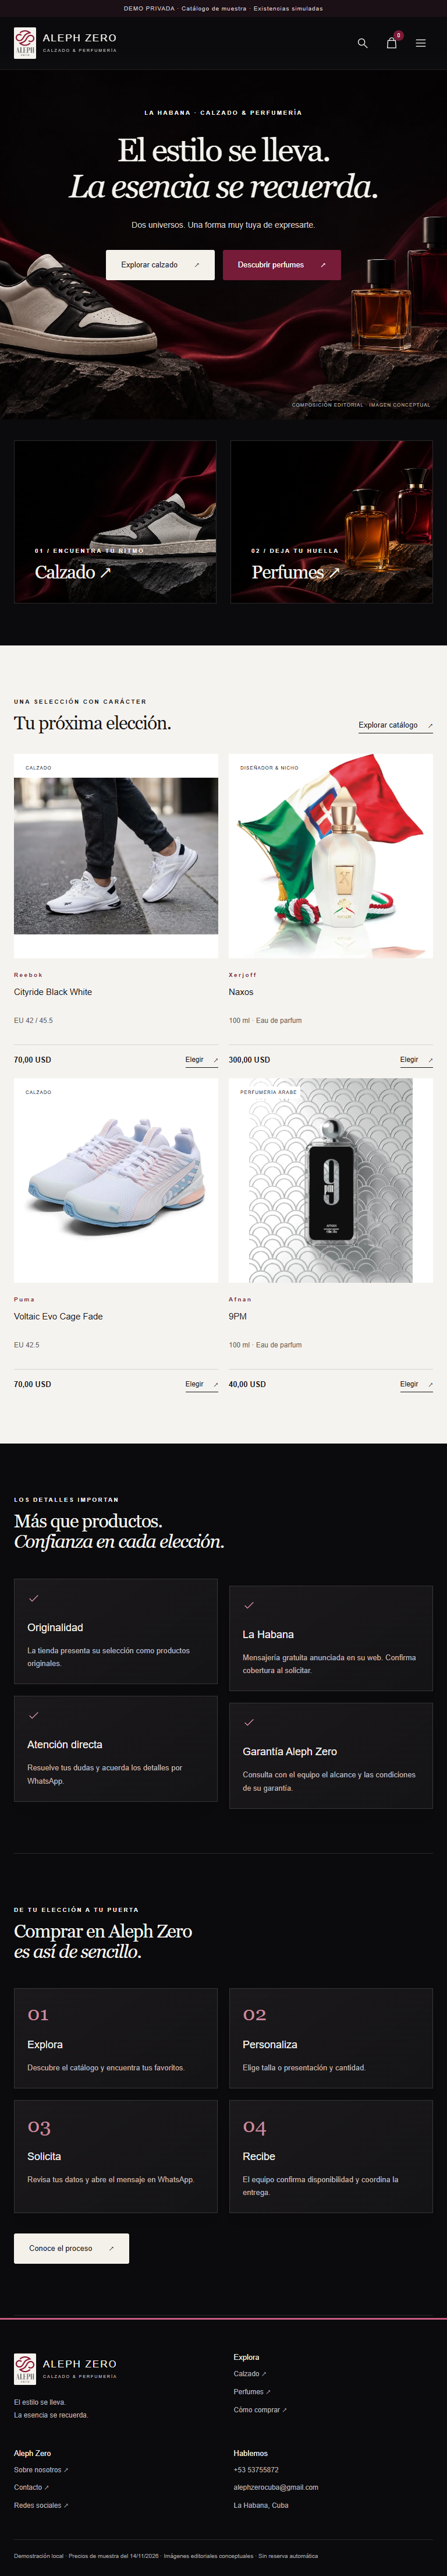 DEMO PRIVADA · Catálogo de muestra · Existencias simuladas
ALEPH ZERO
CALZADO & PERFUMERÍA
0
LA HABANA · CALZADO & PERFUMERÍA
El estilo se lleva.
La esencia se recuerda.
Dos universos. Una forma muy tuya de expresarte.
Explorar calzado ↗
Descubrir perfumes ↗
COMPOSICIÓN EDITORIAL · IMAGEN CONCEPTUAL
01 / ENCUENTRA TU RITMO
Calzado ↗
02 / DEJA TU HUELLA
Perfumes ↗
UNA SELECCIÓN CON CARÁCTER
Tu próxima elección.
Explorar catálogo ↗
CALZADO
Reebok
Cityride Black White
EU 42 / 45.5
70,00 USD
Elegir ↗
DISEÑADOR & NICHO
Xerjoff
Naxos
100 ml · Eau de parfum
300,00 USD
Elegir ↗
CALZADO
Puma
Voltaic Evo Cage Fade
EU 42.5
70,00 USD
Elegir ↗
PERFUMERÍA ÁRABE
9
pm
AFNAN
Afnan
9PM
100 ml · Eau de parfum
40,00 USD
Elegir ↗
LOS DETALLES IMPORTAN
Más que productos.
Confianza en cada elección.
Originalidad
La tienda presenta su selección como productos
originales.
La Habana
Mensajería gratuita anunciada en su web. Confirma
cobertura al solicitar.
Atención directa
Resuelve tus dudas y acuerda los detalles por
WhatsApp.
Garantía Aleph Zero
Consulta con el equipo el alcance y las condiciones
de su garantía.
DE TU ELECCIÓN A TU PUERTA
Comprar en Aleph Zero
es así de sencillo.
01
Explora
Descubre el catálogo y encuentra tus favoritos.
02
Personaliza
Elige talla o presentación y cantidad.
03
Solicita
Revisa tus datos y abre el mensaje en WhatsApp.
04
Recibe
El equipo confirma disponibilidad y coordina la
entrega.
Conoce el proceso ↗
ALEPH ZERO
CALZADO & PERFUMERÍA
El estilo se lleva.
La esencia se recuerda.
Explora
Calzado ↗
Perfumes ↗
Cómo comprar ↗
Aleph Zero
Sobre nosotros ↗
Contacto ↗
Redes sociales ↗
Hablemos
+53 53755872
alephzerocuba@gmail.com
La Habana, Cuba
Demostración local · Precios de muestra del 14/11/2026 · Imágenes editoriales conceptuales · Sin reserva automática